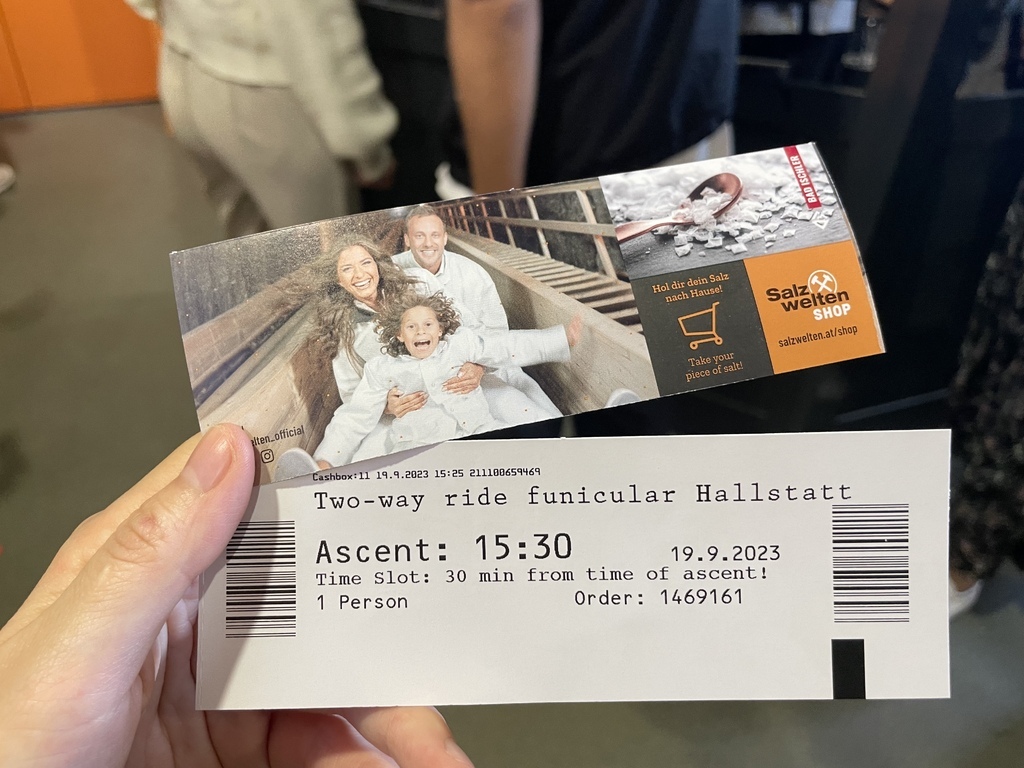 BAD ISCHLER
Hol dir dein Salz
nach Hause!
Take your
piece of salt!
Salz
welten
SHOP
salzwelten.at/shop
Cashbox:11 19.9.2023 15:25 211100659469
Two-way ride funicular Hallstatt
Ascent: 15:30 19.9.2023
Time Slot: 30 min from time of ascent!
1 Person Order: 1469161